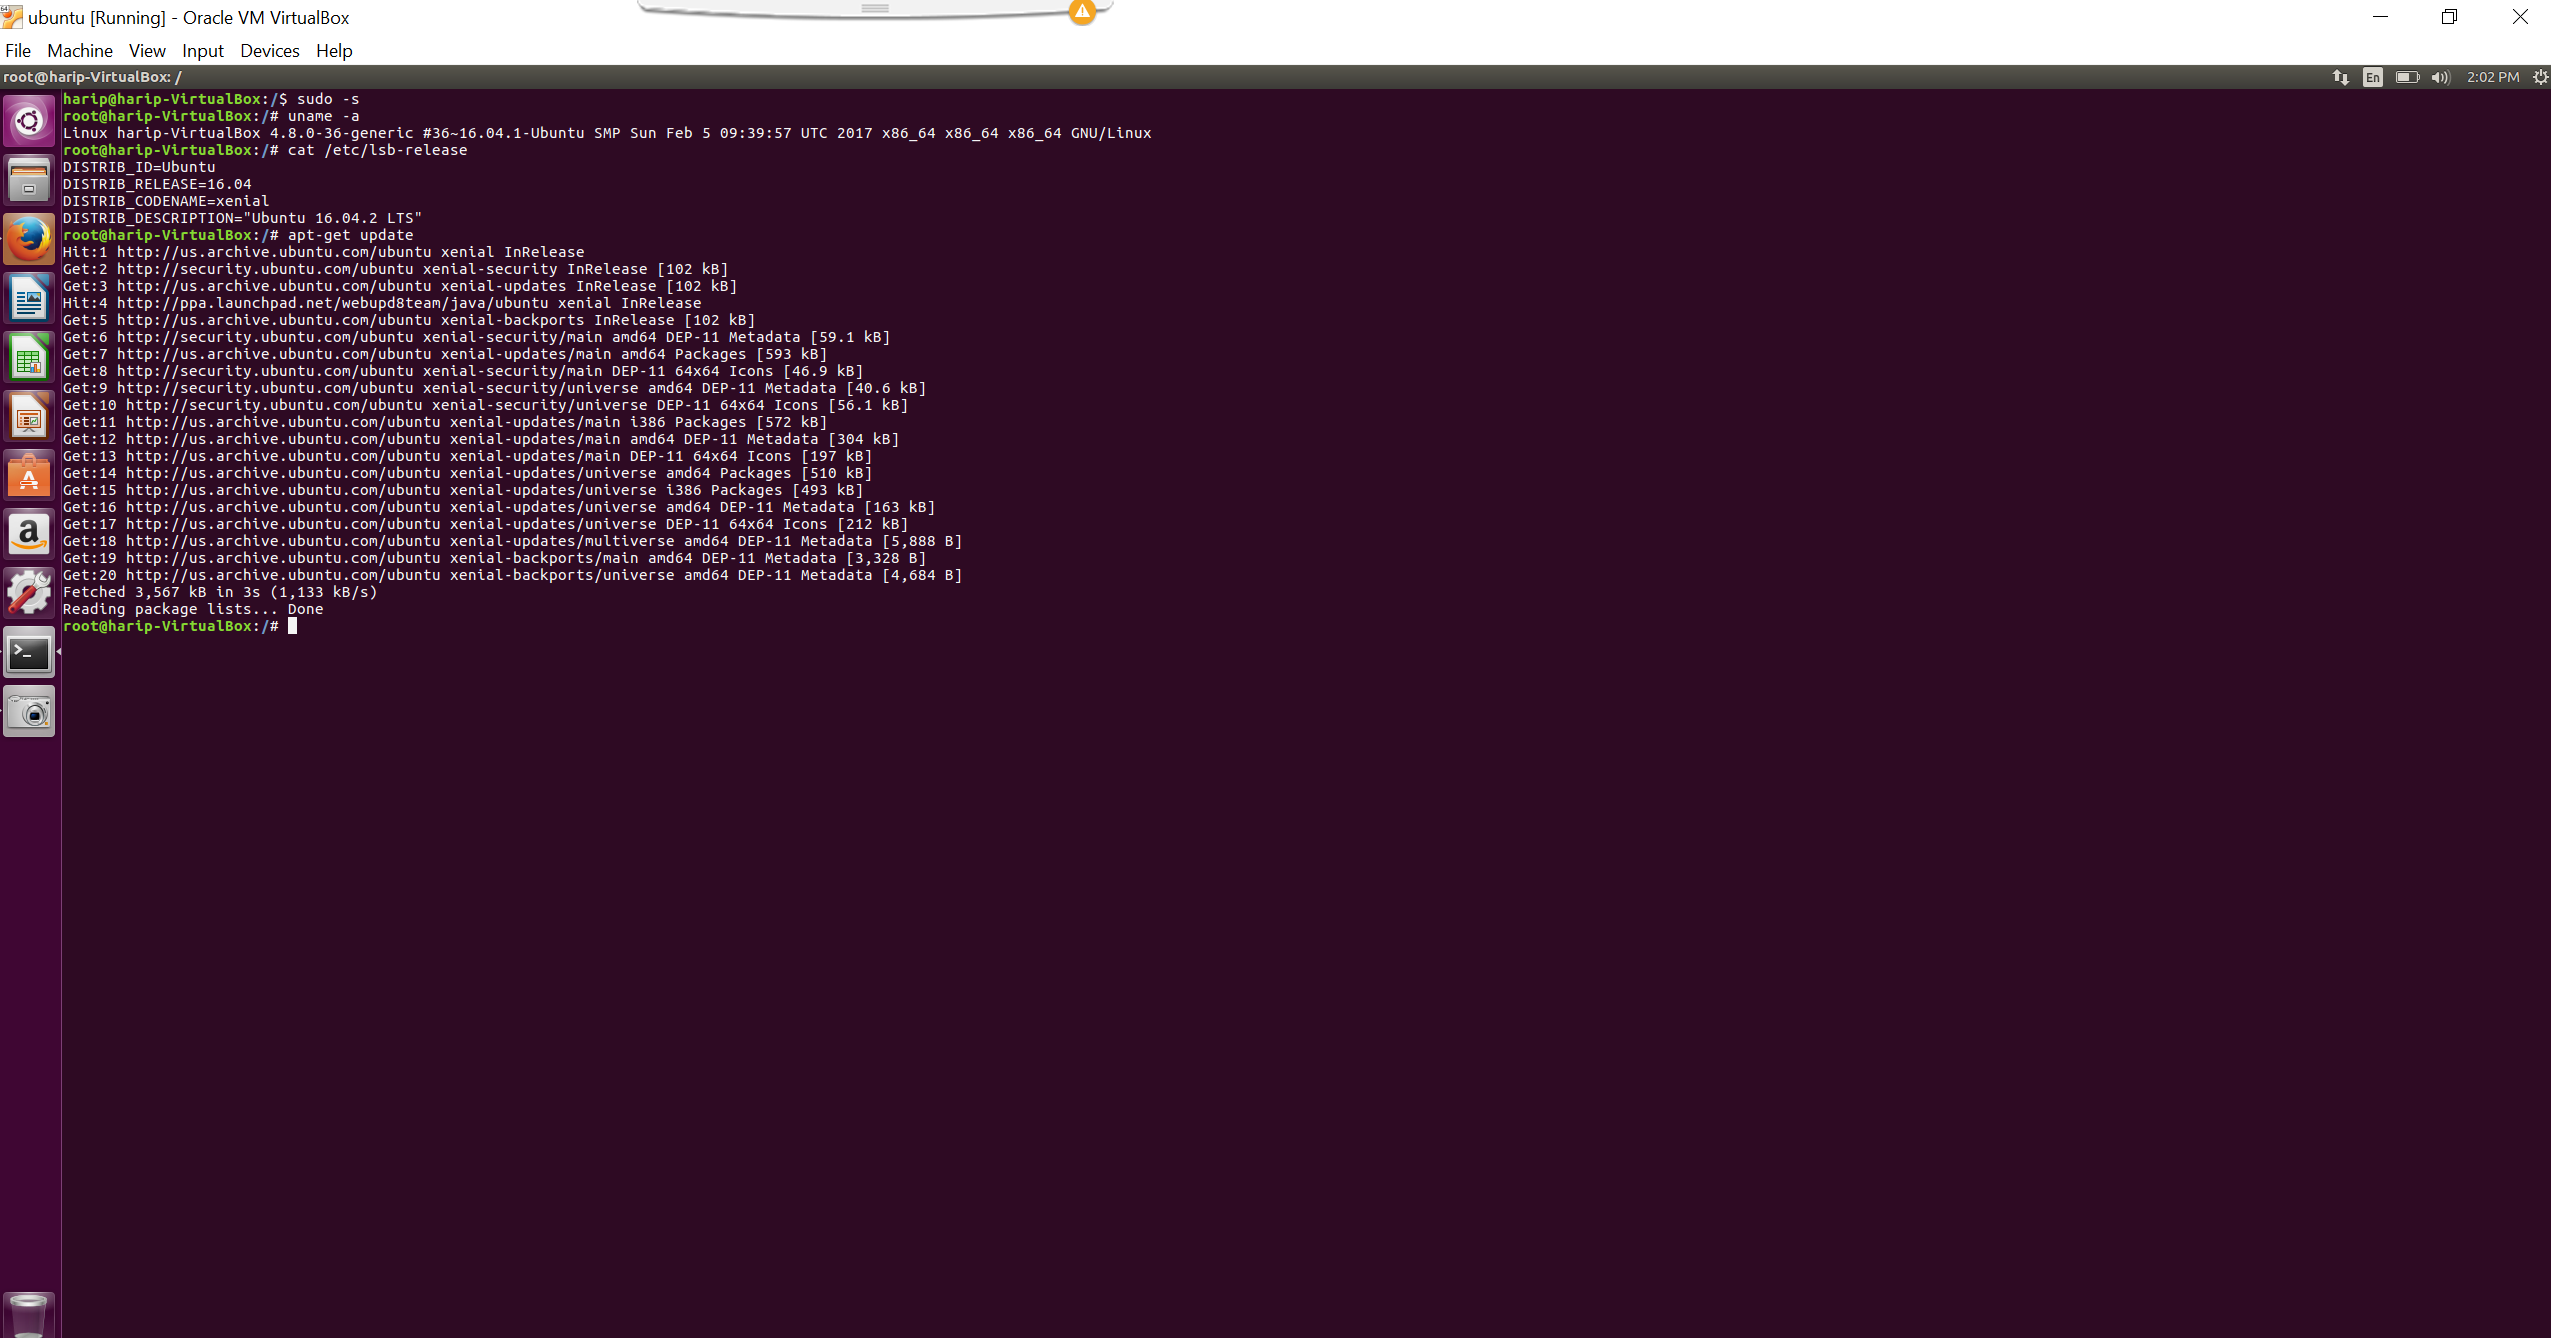 ubuntu [Running] - Oracle VM VirtualBox
File Machine View Input Devices Help
root@harip-VirtualBox: /
En
2:02 PM
harip@harip-VirtualBox:/$ sudo -s
root@harip-VirtualBox:/# uname -a
Linux harip-VirtualBox 4.8.0-36-generic #36~16.04.1-Ubuntu SMP Sun Feb 5 09:39:57 UTC 2017 x86_64 x86_64 x86_64 GNU/Linux
root@harip-VirtualBox:/# cat /etc/lsb-release
DISTRIB_ID=Ubuntu
DISTRIB_RELEASE=16.04
DISTRIB_CODENAME=xenial
DISTRIB_DESCRIPTION="Ubuntu 16.04.2 LTS"
root@harip-VirtualBox:/# apt-get update
Hit:1 http://us.archive.ubuntu.com/ubuntu xenial InRelease
Get:2 http://security.ubuntu.com/ubuntu xenial-security InRelease [102 kB]
Get:3 http://us.archive.ubuntu.com/ubuntu xenial-updates InRelease [102 kB]
Hit:4 http://ppa.launchpad.net/webupd8team/java/ubuntu xenial InRelease
Get:5 http://us.archive.ubuntu.com/ubuntu xenial-backports InRelease [102 kB]
Get:6 http://security.ubuntu.com/ubuntu xenial-security/main amd64 DEP-11 Metadata [59.1 kB]
Get:7 http://us.archive.ubuntu.com/ubuntu xenial-updates/main amd64 Packages [593 kB]
Get:8 http://security.ubuntu.com/ubuntu xenial-security/main DEP-11 64x64 Icons [46.9 kB]
Get:9 http://security.ubuntu.com/ubuntu xenial-security/universe amd64 DEP-11 Metadata [40.6 kB]
Get:10 http://security.ubuntu.com/ubuntu xenial-security/universe DEP-11 64x64 Icons [56.1 kB]
Get:11 http://us.archive.ubuntu.com/ubuntu xenial-updates/main i386 Packages [572 kB]
Get:12 http://us.archive.ubuntu.com/ubuntu xenial-updates/main amd64 DEP-11 Metadata [304 kB]
Get:13 http://us.archive.ubuntu.com/ubuntu xenial-updates/main DEP-11 64x64 Icons [197 kB]
Get:14 http://us.archive.ubuntu.com/ubuntu xenial-updates/universe amd64 Packages [510 kB]
Get:15 http://us.archive.ubuntu.com/ubuntu xenial-updates/universe i386 Packages [493 kB]
Get:16 http://us.archive.ubuntu.com/ubuntu xenial-updates/universe amd64 DEP-11 Metadata [163 kB]
Get:17 http://us.archive.ubuntu.com/ubuntu xenial-updates/universe DEP-11 64x64 Icons [212 kB]
Get:18 http://us.archive.ubuntu.com/ubuntu xenial-updates/multiverse amd64 DEP-11 Metadata [5,888 B]
Get:19 http://us.archive.ubuntu.com/ubuntu xenial-backports/main amd64 DEP-11 Metadata [3,328 B]
Get:20 http://us.archive.ubuntu.com/ubuntu xenial-backports/universe amd64 DEP-11 Metadata [4,684 B]
Fetched 3,567 kB in 3s (1,133 kB/s)
Reading package lists... Done
root@harip-VirtualBox:/#